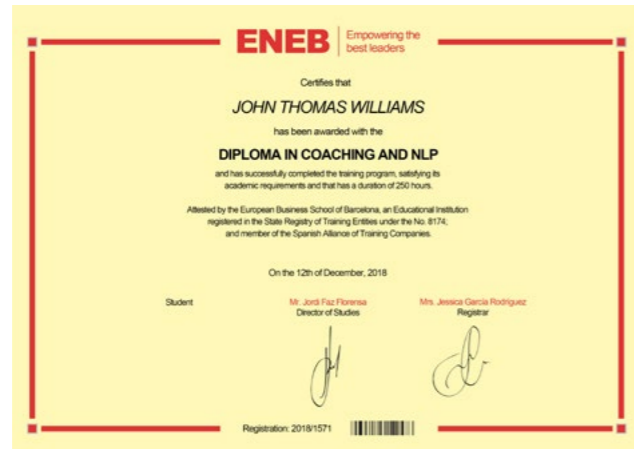 ENEB
Empowering the
best leaders
Certifies that
JOHN THOMAS WILLIAMS
has been awarded with the
DIPLOMA IN COACHING AND NLP
and has successfully completed the training program, satisfying its
academic requirements and that has a duration of 250 hours.
Attested by the European Business School of Barcelona, an Educational Institution
registered in the State Registry of Training Entities under the No. 8174;
and member of the Spanish Alliance of Training Companies.
On the 12th of December, 2018
Student
Mr. Jordi Faz Florensa
Director of Studies
Mrs. Jessica García Rodríguez
Registrar
Registration: 2018/1571